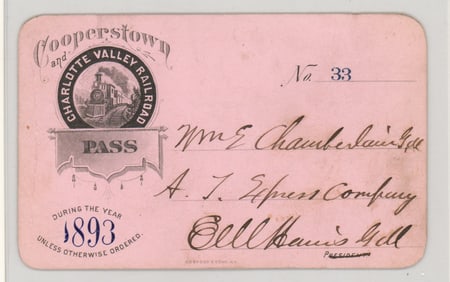 Cooperstown
and
CHARLOTTE VALLEY RAILROAD
PASS
No. 33
Wm E Chamberlain
A. T. Express Company
DURING THE YEAR
1893
UNLESS OTHERWISE ORDERED.
Harris
PRESIDENT